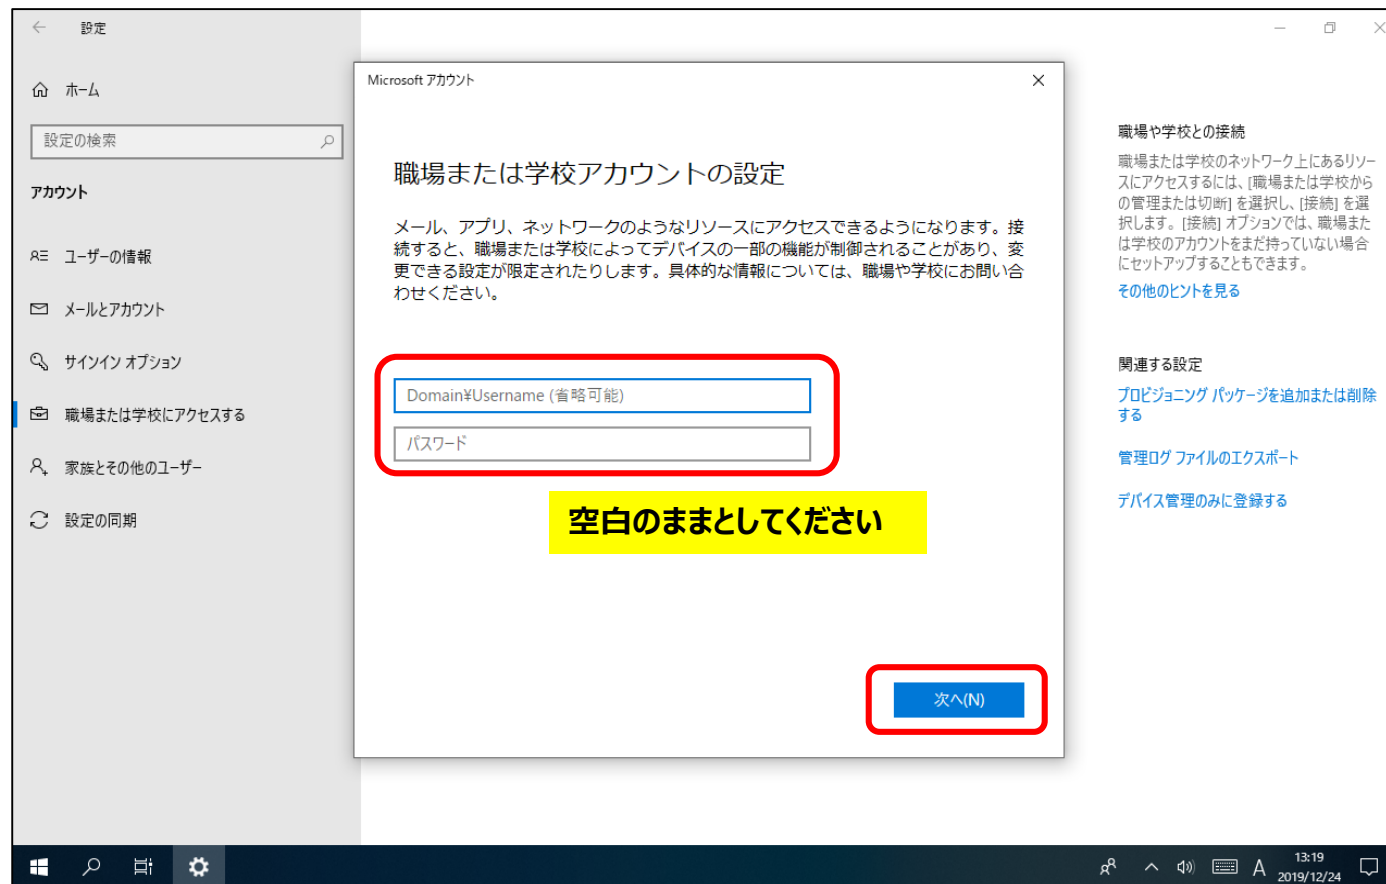 設定
ホーム
設定の検索
アカウント
ユーザーの情報
メールとアカウント
サインイン オプション
職場または学校にアクセスする
家族とその他のユーザー
設定の同期
Microsoft アカウント
職場または学校アカウントの設定
メール、アプリ、ネットワークのようなリソースにアクセスできるようになります。接
続すると、職場または学校によってデバイスの一部の機能が制御されることがあり、変
更できる設定が限定されたりします。具体的な情報については、職場や学校にお問い合
わせください。
Domain¥Username (省略可能)
パスワード
空白のままとしてください
次へ(N)
職場や学校との接続
職場または学校のネットワーク上にあるリソー
スにアクセスするには、[職場または学校から
の管理または切断] を選択し、[接続] を選
択します。[接続] オプションでは、職場また
は学校のアカウントをまだ持っていない場合
にセットアップすることもできます。
その他のヒントを見る
関連する設定
プロビジョニング パッケージを追加または削除
する
管理ログ ファイルのエクスポート
デバイス管理のみに登録する
A
13:19
2019/12/24